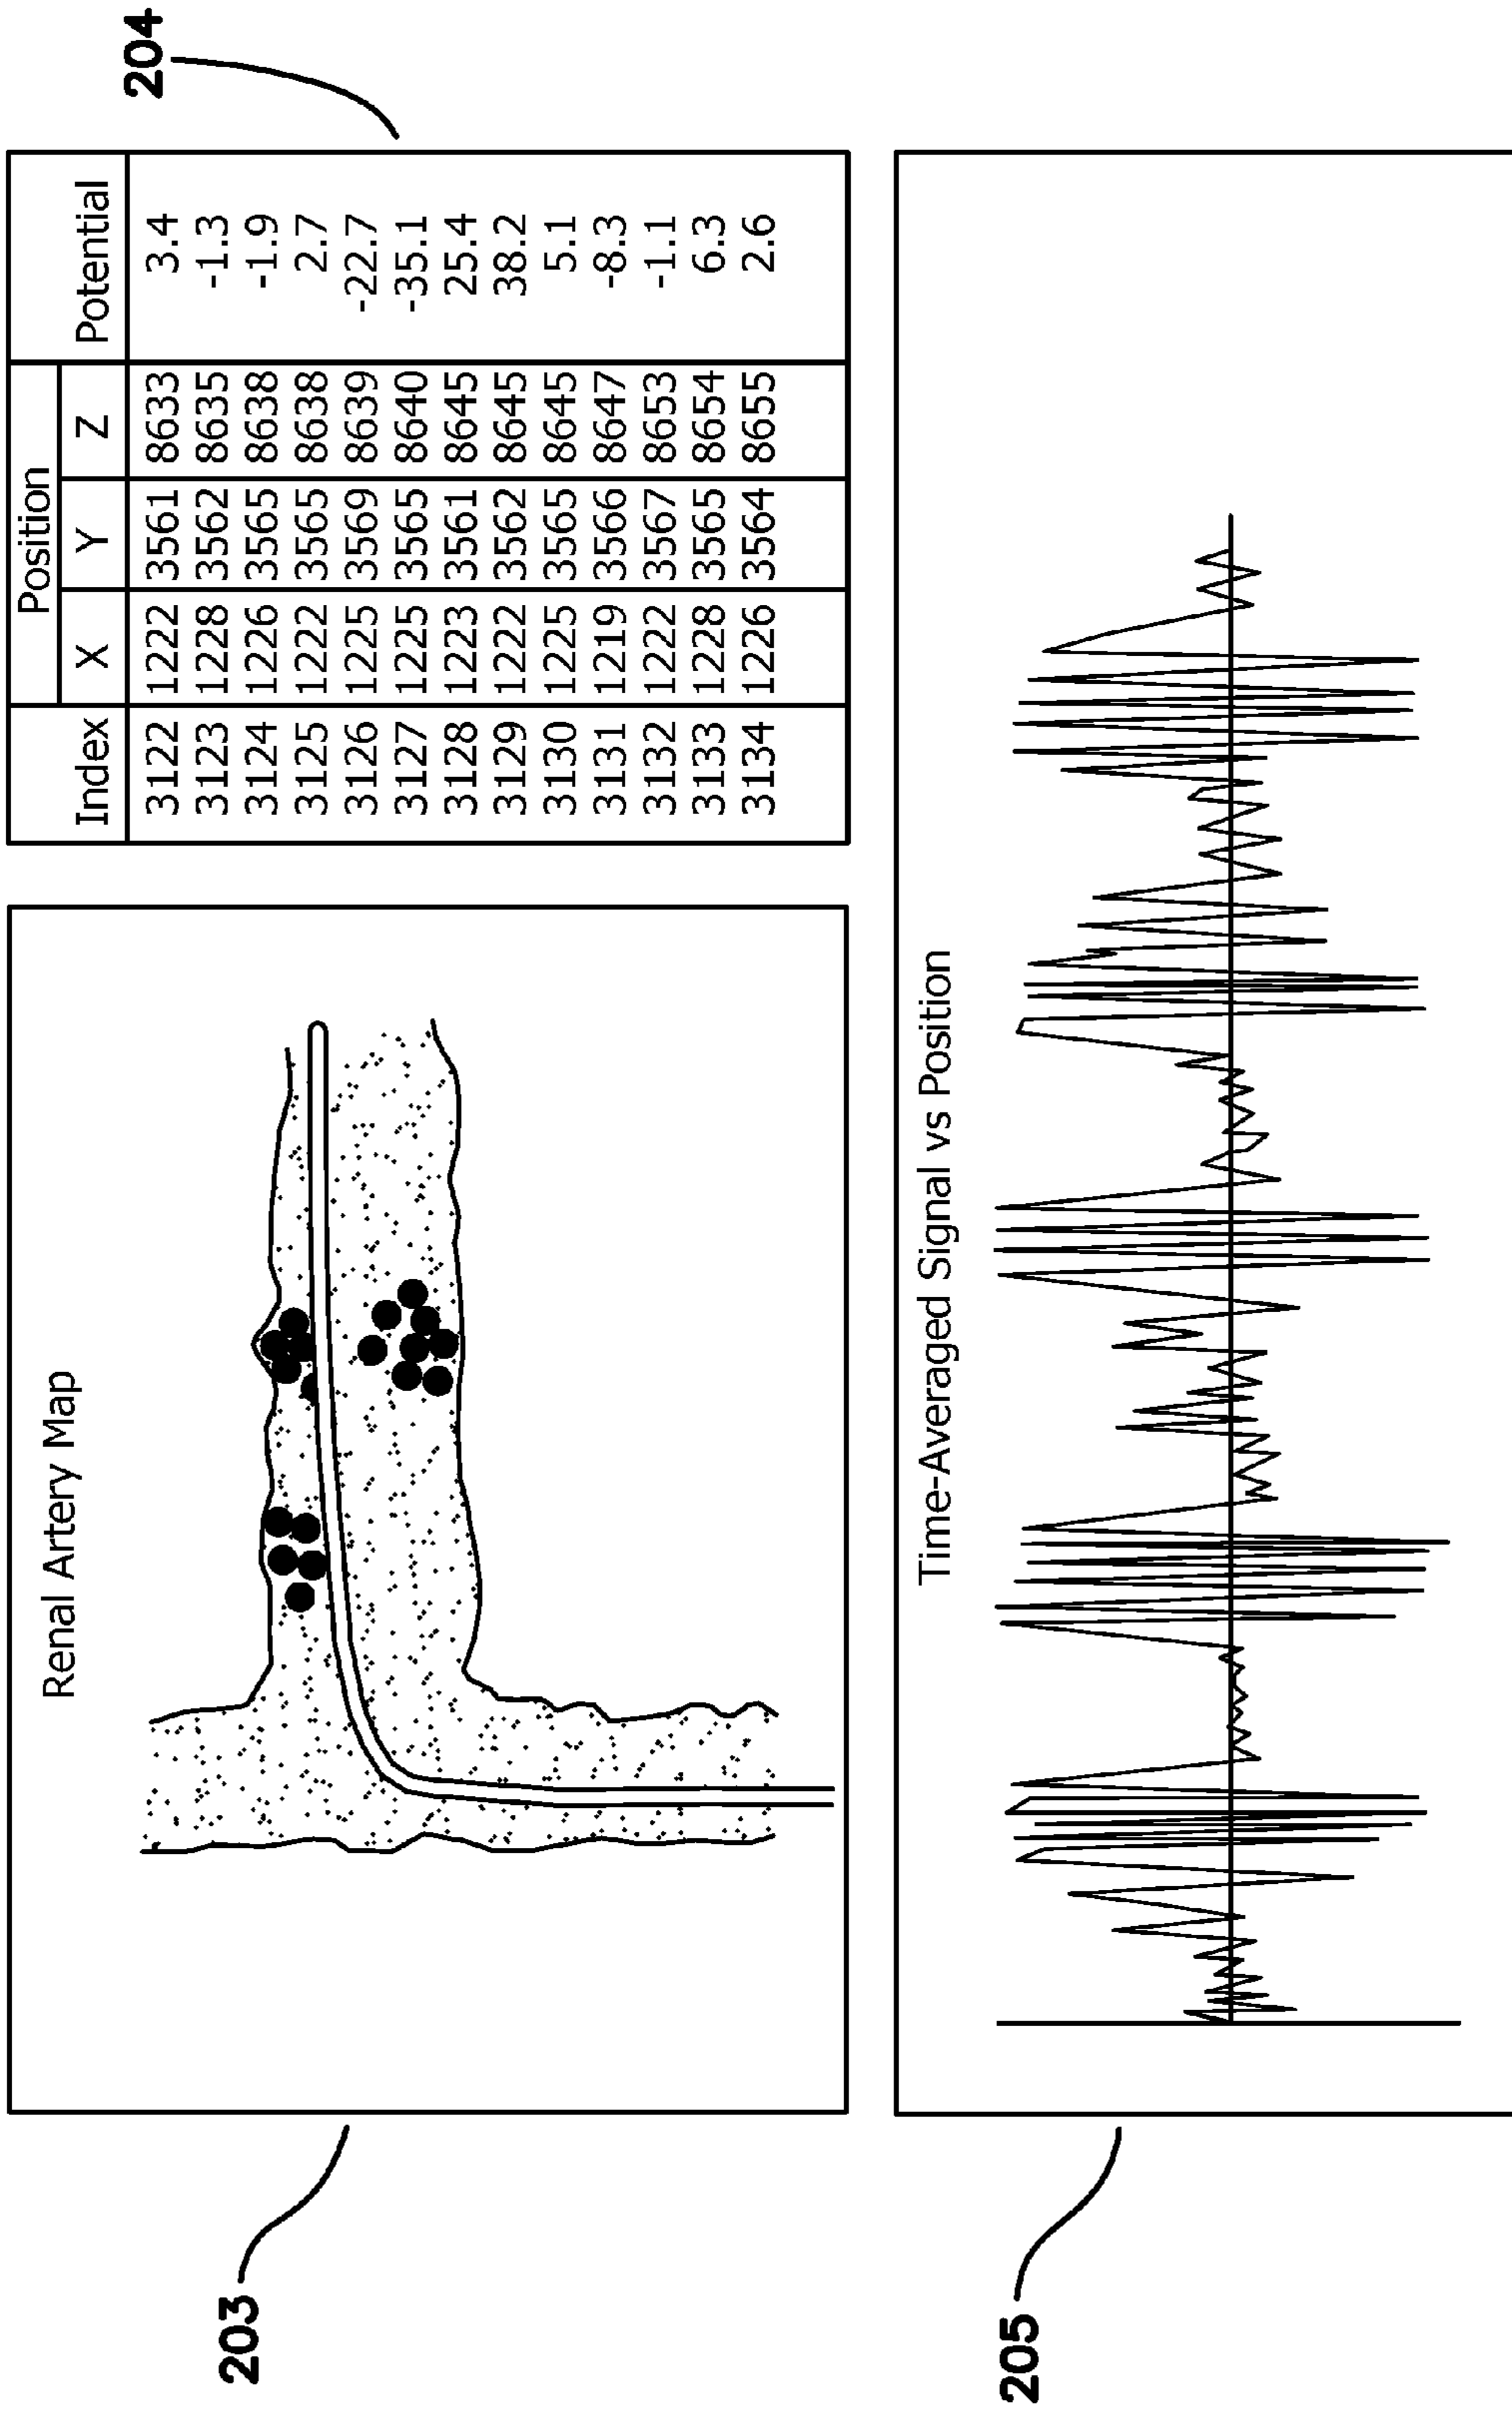 203
Renal Artery Map
204
Position
Index X Y Z Potential
3122 1222 3561 8633 3.4
3123 1228 3562 8635 -1.3
3124 1226 3565 8638 -1.9
3125 1222 3565 8638 2.7
3126 1225 3569 8639 -22.7
3127 1225 3565 8640 -35.1
3128 1223 3561 8645 25.4
3129 1222 3562 8645 38.2
3130 1225 3565 8645 5.1
3131 1219 3566 8647 -8.3
3132 1222 3567 8653 -1.1
3133 1228 3565 8654 6.3
3134 1226 3564 8655 2.6
205
Time-Averaged Signal vs Position